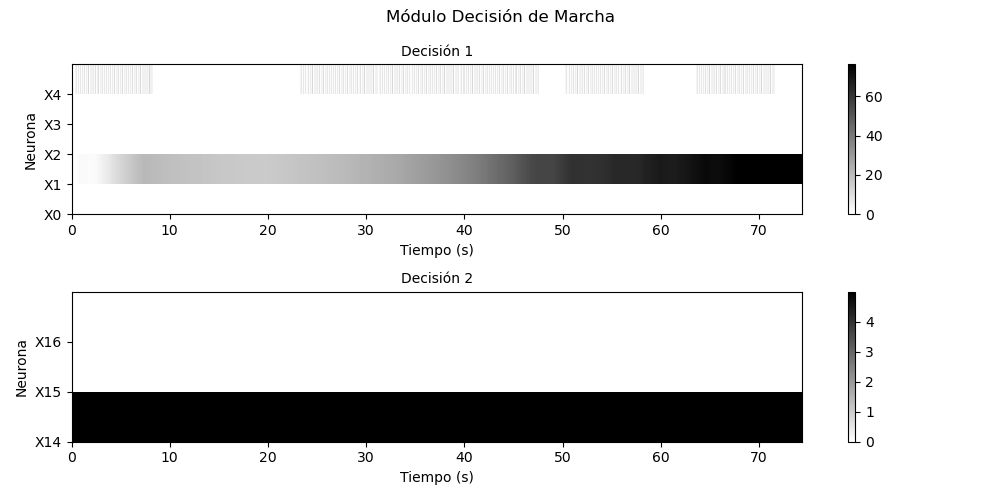 Módulo Decisión de Marcha
Decisión 1
X4
X3
X2
X1
X0
Neurona
0 10 20 30 40 50 60 70
Tiempo (s)
60
40
20
0
Decisión 2
X16
X15
X14
Neurona
0 10 20 30 40 50 60 70
Tiempo (s)
4
3
2
1
0